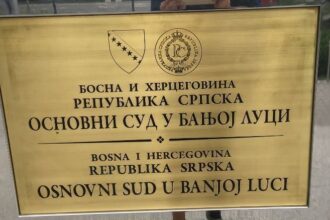 БОСНА И ХЕРЦЕГОВИНА
РЕПУБЛИКА СРПСКА
ОСНОВНИ СУД У БАЊОЈ ЛУЦИ
BOSNA I HERCEGOVINA
REPUBLIKA SRPSKA
OSNOVNI SUD U BANJOJ LUCI